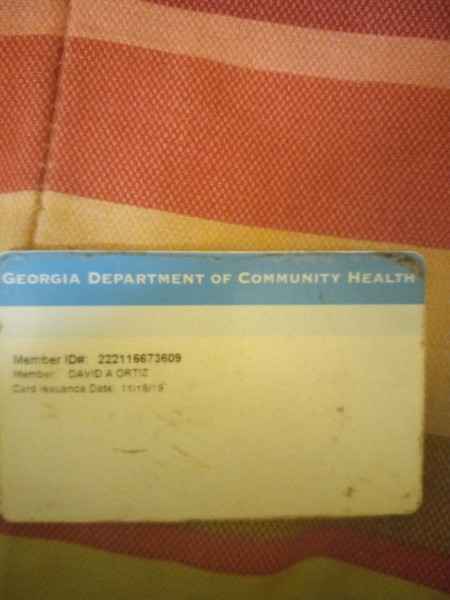 GEORGIA DEPARTMENT OF COMMUNITY HEALTH
Member ID#: 222116673609
Member: DAVID A ORTIZ
Card Issuance Date: 11/16/19